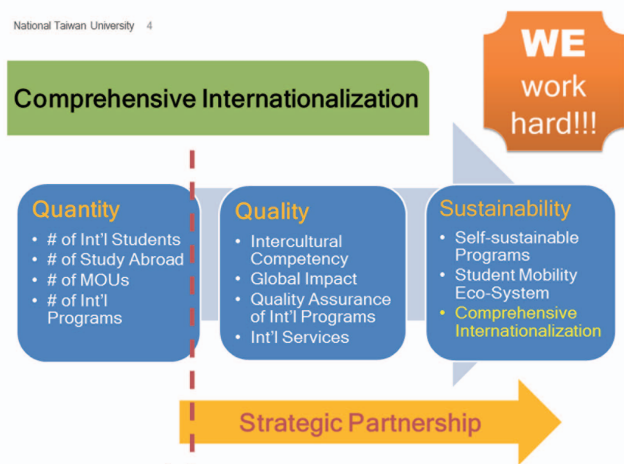 National Taiwan University 4
WE
work
hard!!!
Comprehensive Internationalization
Quantity
• # of Int'l Students
• # of Study Abroad
• # of MOUs
• # of Int'l
Programs
Quality
• Intercultural
Competency
• Global Impact
• Quality Assurance
of Int'l Programs
• Int'l Services
Sustainability
• Self-sustainable
Programs
• Student Mobility
Eco-System
• Comprehensive
Internationalization
Strategic Partnership